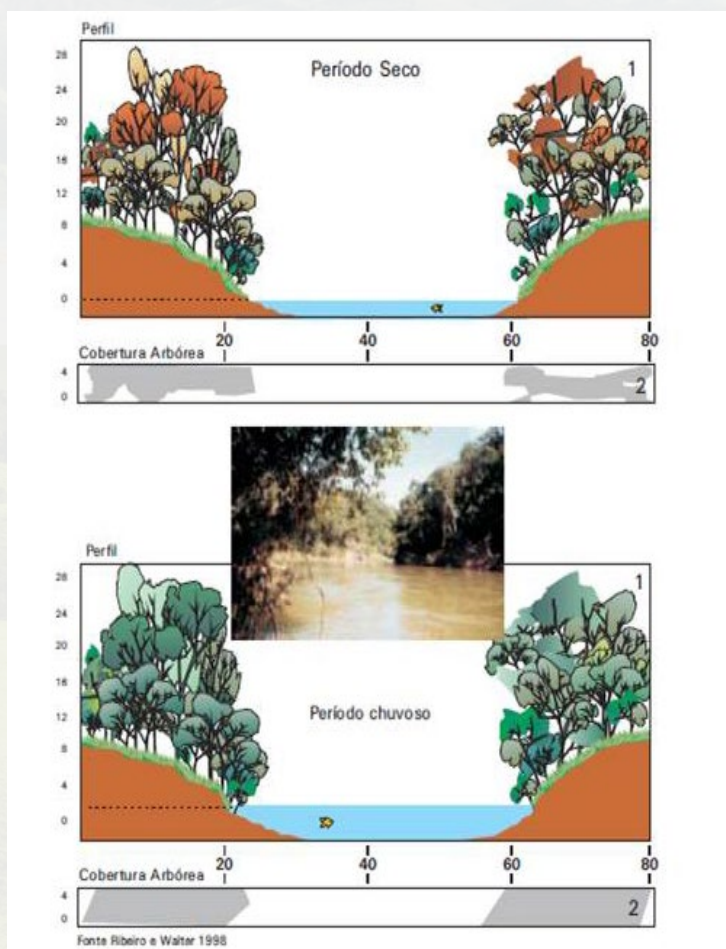 Perfil
Período Seco
1
28
24
20
16
12
8
4
0
20 40 60 80
Cobertura Arbórea
4
0
2
Perfil
1
28
24
20
16
12
8
4
0
Período chuvoso
20 40 60 80
Cobertura Arbórea
4
0
2
Fonte Ribeiro e Walter 1998